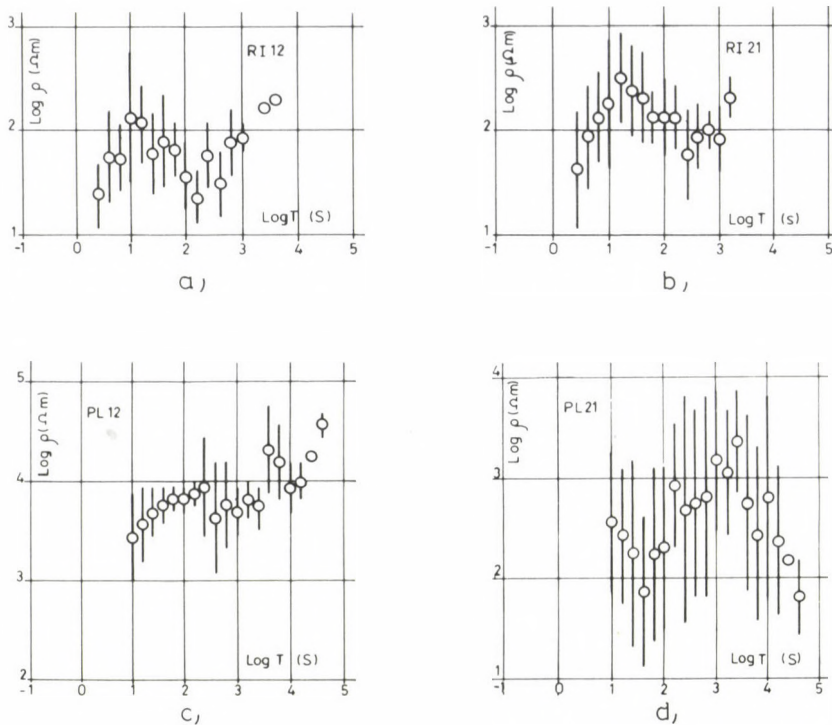 3
2
1
Log ρ (Ωm)
RI 12
Log T (S)
-1 0 1 2 3 4 5
a,
3
2
1
Log ρ (Ωm)
RI 21
Log T (s)
-1 0 1 2 3 4 5
b,
5
4
3
2
Log ρ (Ωm)
PL 12
Log T (S)
-1 0 1 2 3 4 5
c,
4
3
2
1
Log ρ (Ωm)
PL 21
Log T (S)
-1 0 1 2 3 4 5
d,